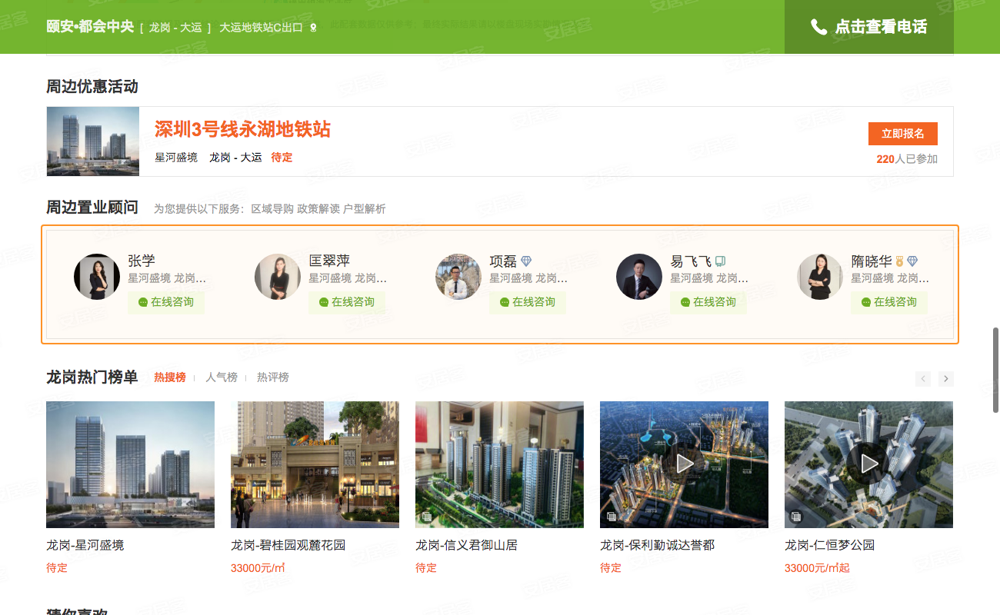 颐安•都会中央 [ 龙岗 - 大运 ] 大运地铁站C出口
点击查看电话
周边优惠活动
深圳3号线永湖地铁站
星河盛境 龙岗 - 大运 待定
立即报名
220人已参加
周边置业顾问 为您提供以下服务：区域导购 政策解读 户型解析
张学
星河盛境 龙岗...
在线咨询
匡翠萍
星河盛境 龙岗...
在线咨询
项磊
星河盛境 龙岗...
在线咨询
易飞飞
星河盛境 龙岗...
在线咨询
隋晓华
星河盛境 龙岗...
在线咨询
龙岗热门榜单 热搜榜 人气榜 热评榜
龙岗-星河盛境
待定
龙岗-碧桂园观麓花园
33000元/㎡
龙岗-信义君御山居
待定
龙岗-保利勤诚达誉都
待定
龙岗-仁恒梦公园
33000元/㎡起
猜你喜欢
安居客